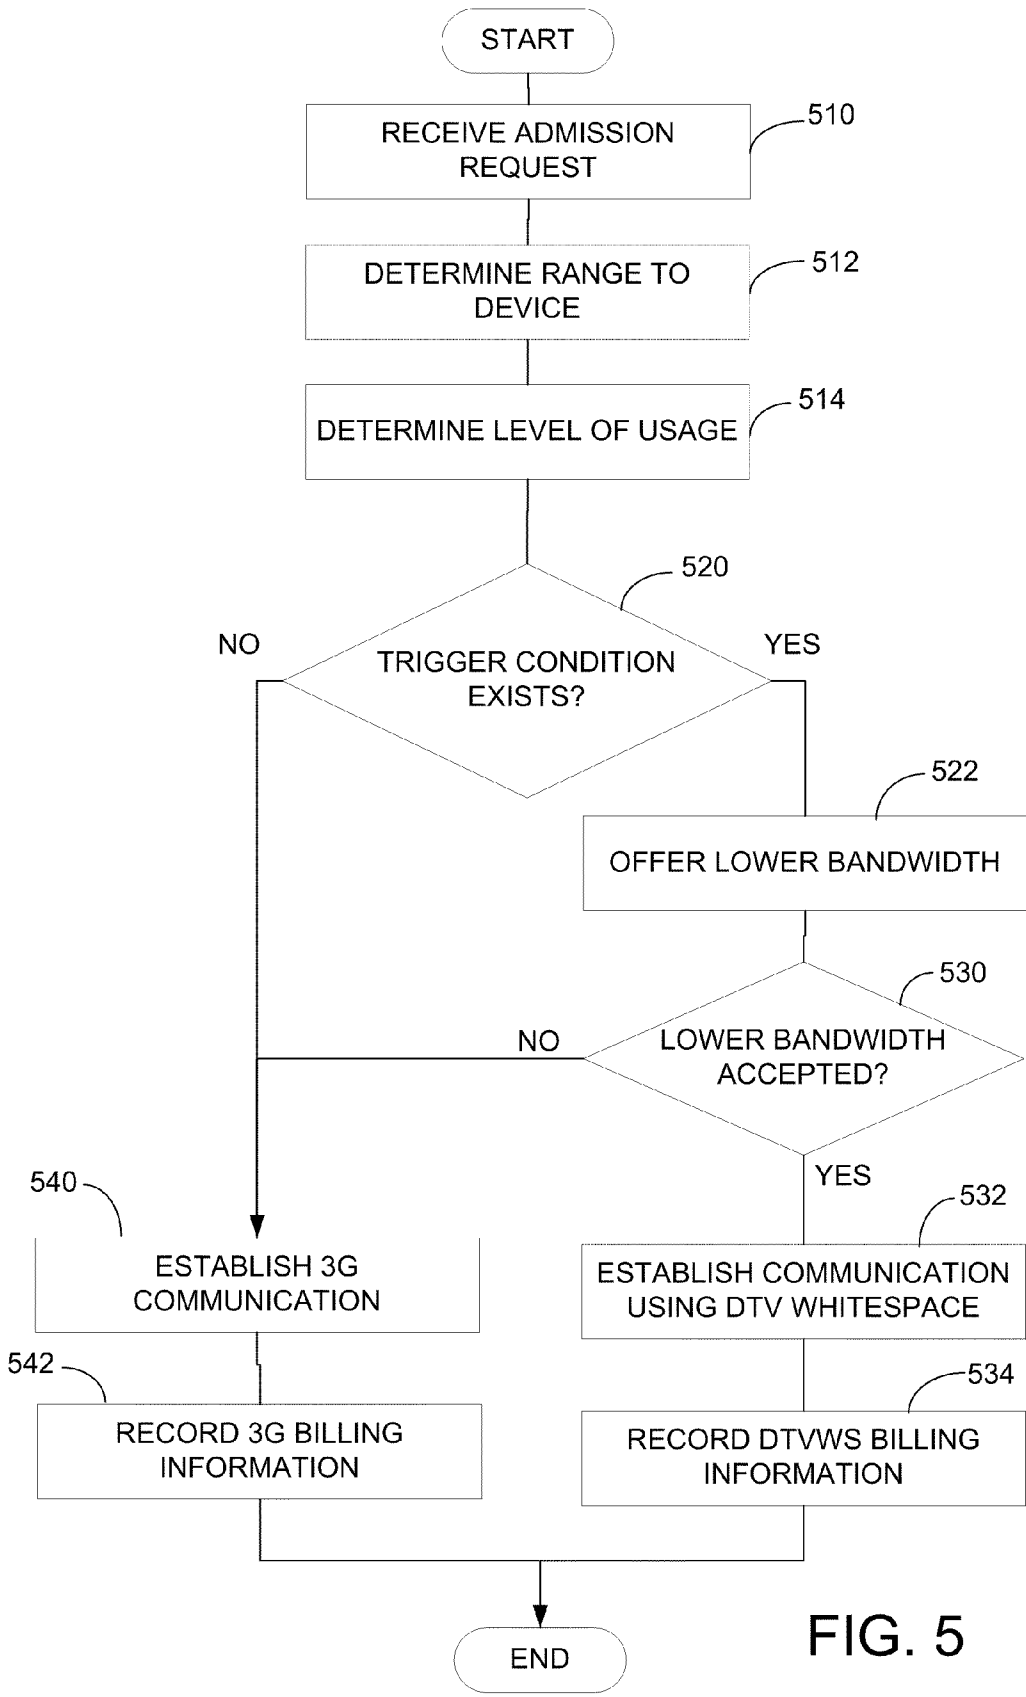 START
510
RECEIVE ADMISSION
REQUEST
512
DETERMINE RANGE TO
DEVICE
514
DETERMINE LEVEL OF USAGE
520
NO
YES
TRIGGER CONDITION
EXISTS?
522
OFFER LOWER BANDWIDTH
530
NO
LOWER BANDWIDTH
ACCEPTED?
YES
540
532
ESTABLISH 3G
COMMUNICATION
ESTABLISH COMMUNICATION
USING DTV WHITESPACE
542
534
RECORD 3G BILLING
INFORMATION
RECORD DTVWS BILLING
INFORMATION
END
FIG. 5